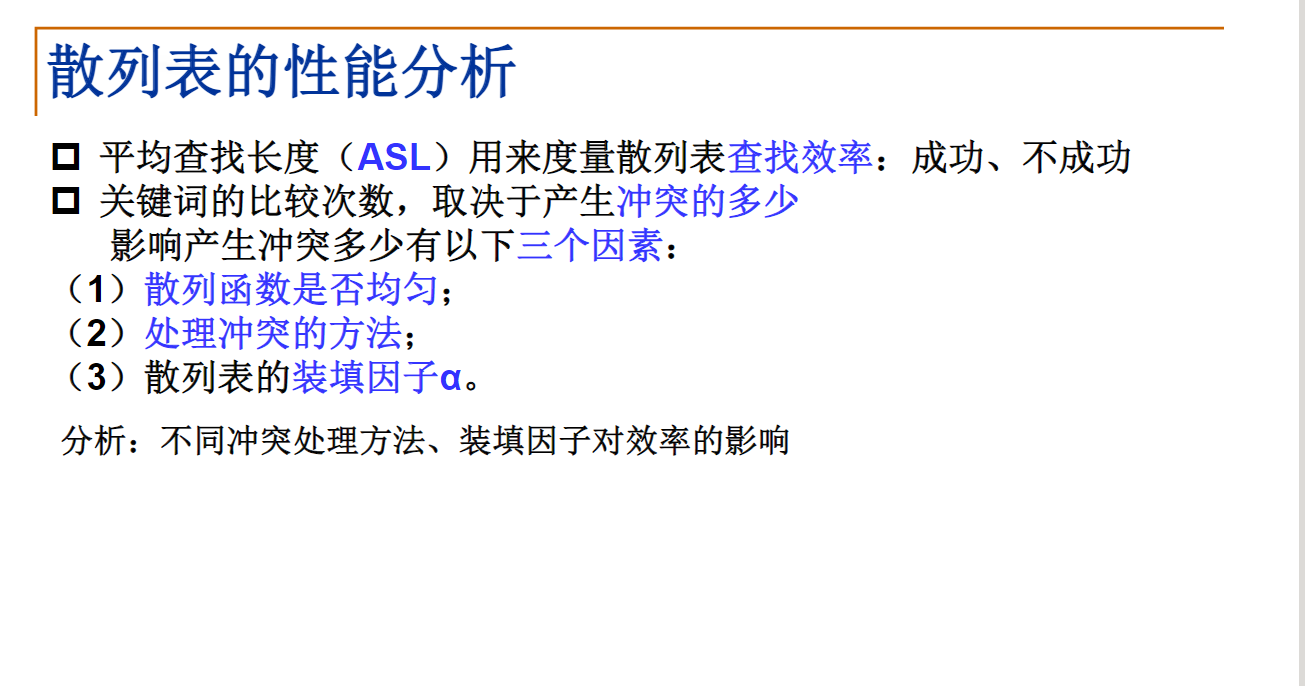 散列表的性能分析
平均查找长度（ASL）用来度量散列表查找效率：成功、不成功
关键词的比较次数，取决于产生冲突的多少
影响产生冲突多少有以下三个因素：
（1）散列函数是否均匀；
（2）处理冲突的方法；
（3）散列表的装填因子α。
分析：不同冲突处理方法、装填因子对效率的影响